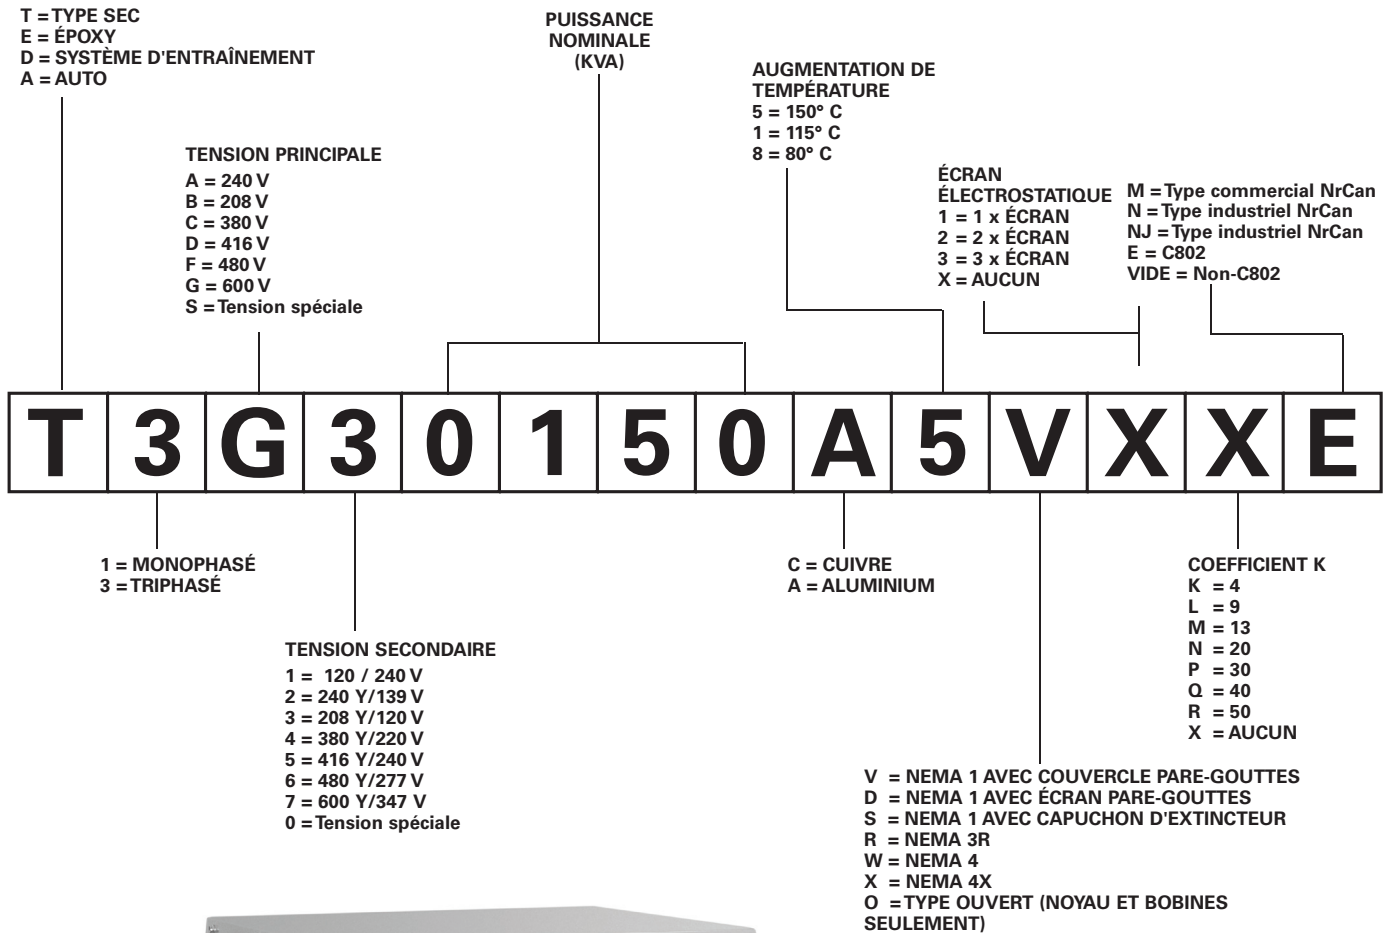 T = TYPE SEC
E = ÉPOXY
D = SYSTÈME D'ENTRAÎNEMENT
A = AUTO
PUISSANCE
NOMINALE
(KVA)
AUGMENTATION DE
TEMPÉRATURE
5 = 150° C
1 = 115° C
8 = 80° C
TENSION PRINCIPALE
A = 240 V
B = 208 V
C = 380 V
D = 416 V
F = 480 V
G = 600 V
S = Tension spéciale
ÉCRAN
ÉLECTROSTATIQUE
1 = 1 x ÉCRAN
2 = 2 x ÉCRAN
3 = 3 x ÉCRAN
X = AUCUN
M = Type commercial NrCan
N = Type industriel NrCan
NJ = Type industriel NrCan
E = C802
VIDE = Non-C802
T 3 G 3 0 1 5 0 A 5 V X X E
1 = MONOPHASÉ
3 = TRIPHASÉ
C = CUIVRE
A = ALUMINIUM
COEFFICIENT K
K = 4
L = 9
M = 13
N = 20
P = 30
Q = 40
R = 50
X = AUCUN
TENSION SECONDAIRE
1 = 120 / 240 V
2 = 240 Y/139 V
3 = 208 Y/120 V
4 = 380 Y/220 V
5 = 416 Y/240 V
6 = 480 Y/277 V
7 = 600 Y/347 V
0 = Tension spéciale
V = NEMA 1 AVEC COUVERCLE PARE-GOUTTES
D = NEMA 1 AVEC ÉCRAN PARE-GOUTTES
S = NEMA 1 AVEC CAPUCHON D'EXTINCTEUR
R = NEMA 3R
W = NEMA 4
X = NEMA 4X
O = TYPE OUVERT (NOYAU ET BOBINES
SEULEMENT)